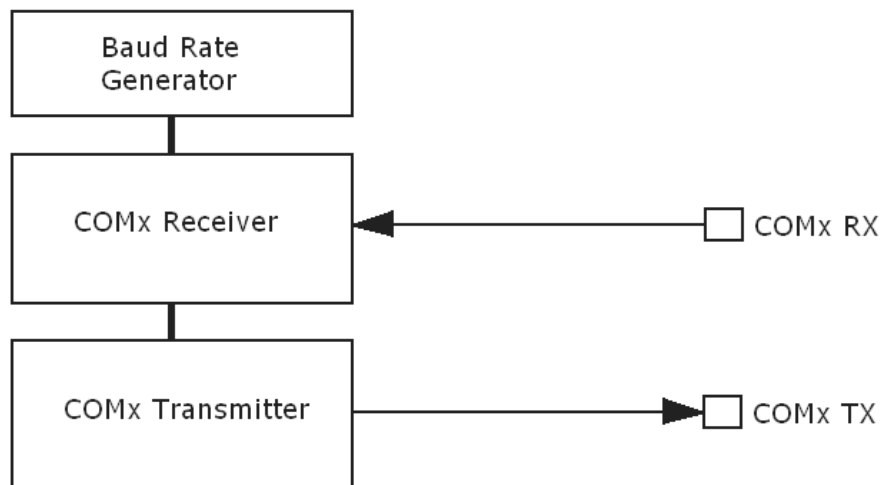 Baud Rate
Generator
COMx Receiver
COMx RX
COMx Transmitter
COMx TX